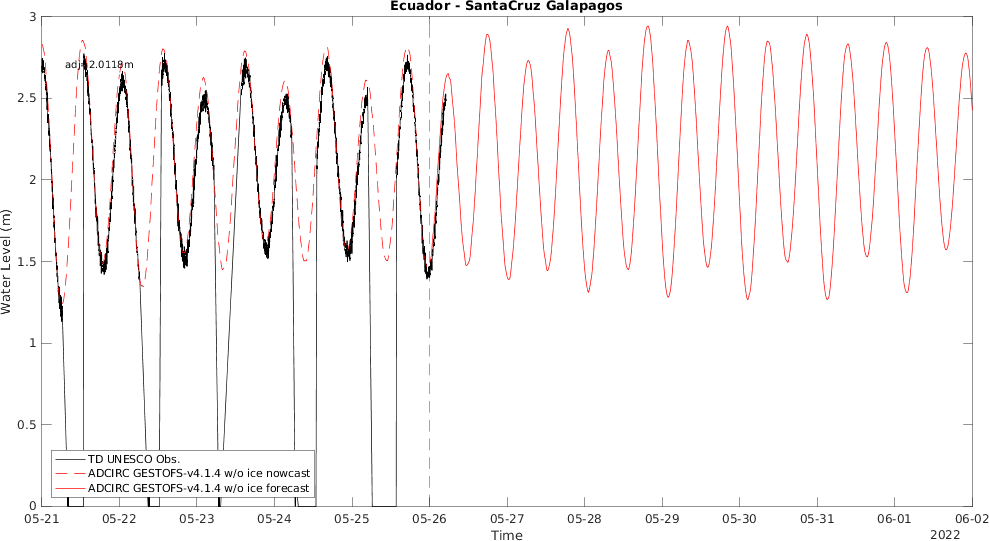 Ecuador - SantaCruz Galapagos
3
adj=2.0118m
2.5
2
1.5
1
0.5
0
Water Level (m)
TD UNESCO Obs.
ADCIRC GESTOFS-v4.1.4 w/o ice nowcast
ADCIRC GESTOFS-v4.1.4 w/o ice forecast
05-21 05-22 05-23 05-24 05-25 05-26 05-27 05-28 05-29 05-30 05-31 06-01 06-02
Time
2022